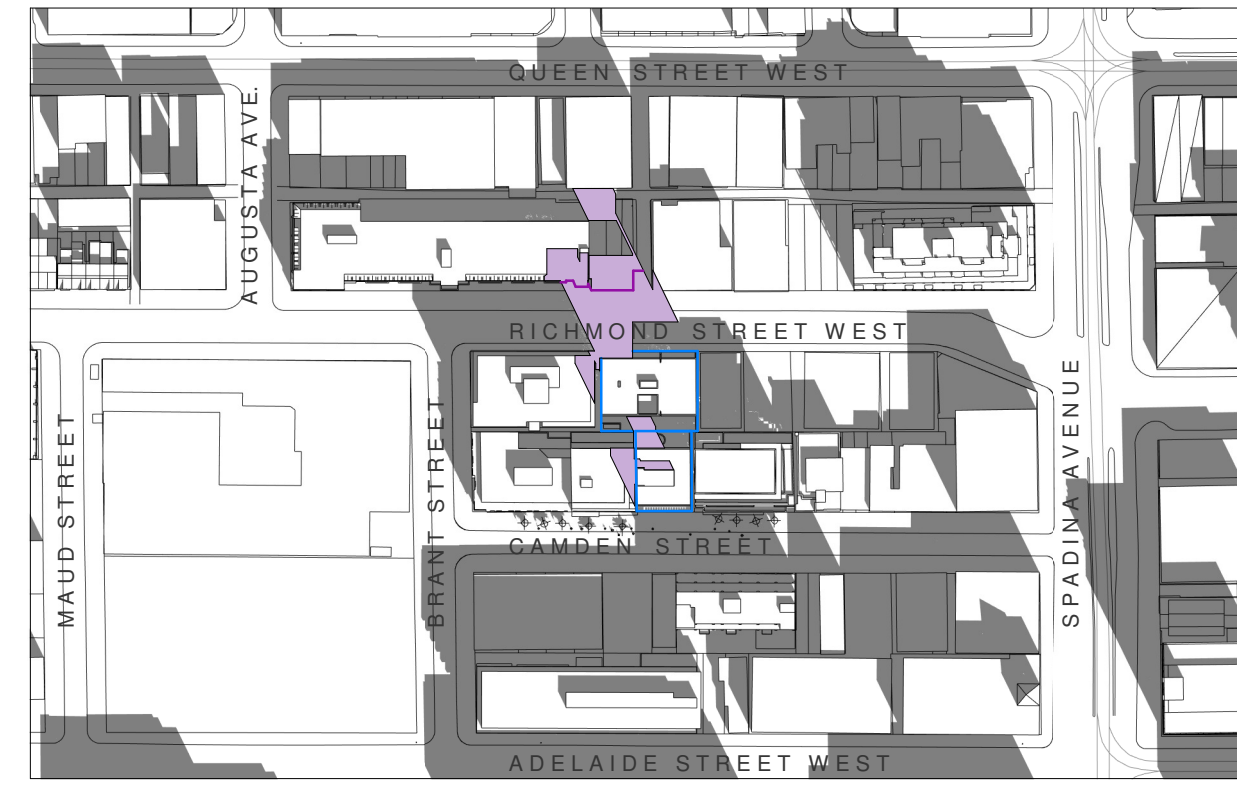 QUEEN STREET WEST
AUGUSTA AVE.
RICHMOND STREET WEST
MAUD STREET
BRANT STREET
SPADINA AVENUE
CAMDEN STREET
ADELAIDE STREET WEST